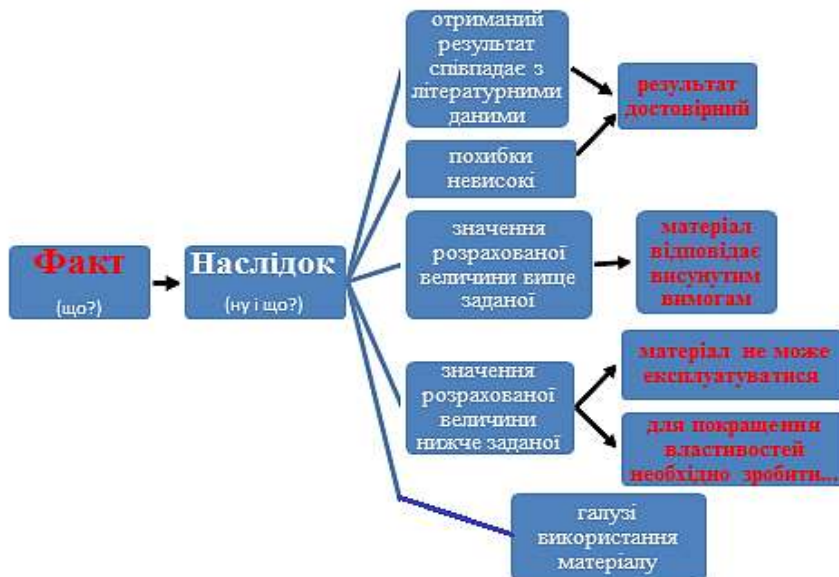 Факт
(що?)
Наслідок
(ну і що?)
отриманий
результат
співпадає з
літературними
даними
похибки
невисокі
результат
достовірний
значення
розрахованої
величини вище
заданої
матеріал
відповідає
висунутим
вимогам
значення
розрахованої
величини
нижче заданої
матеріал не може
експлуатуватися
для покращення
властивостей
необхідно зробити...
галузі
використання
матеріалу